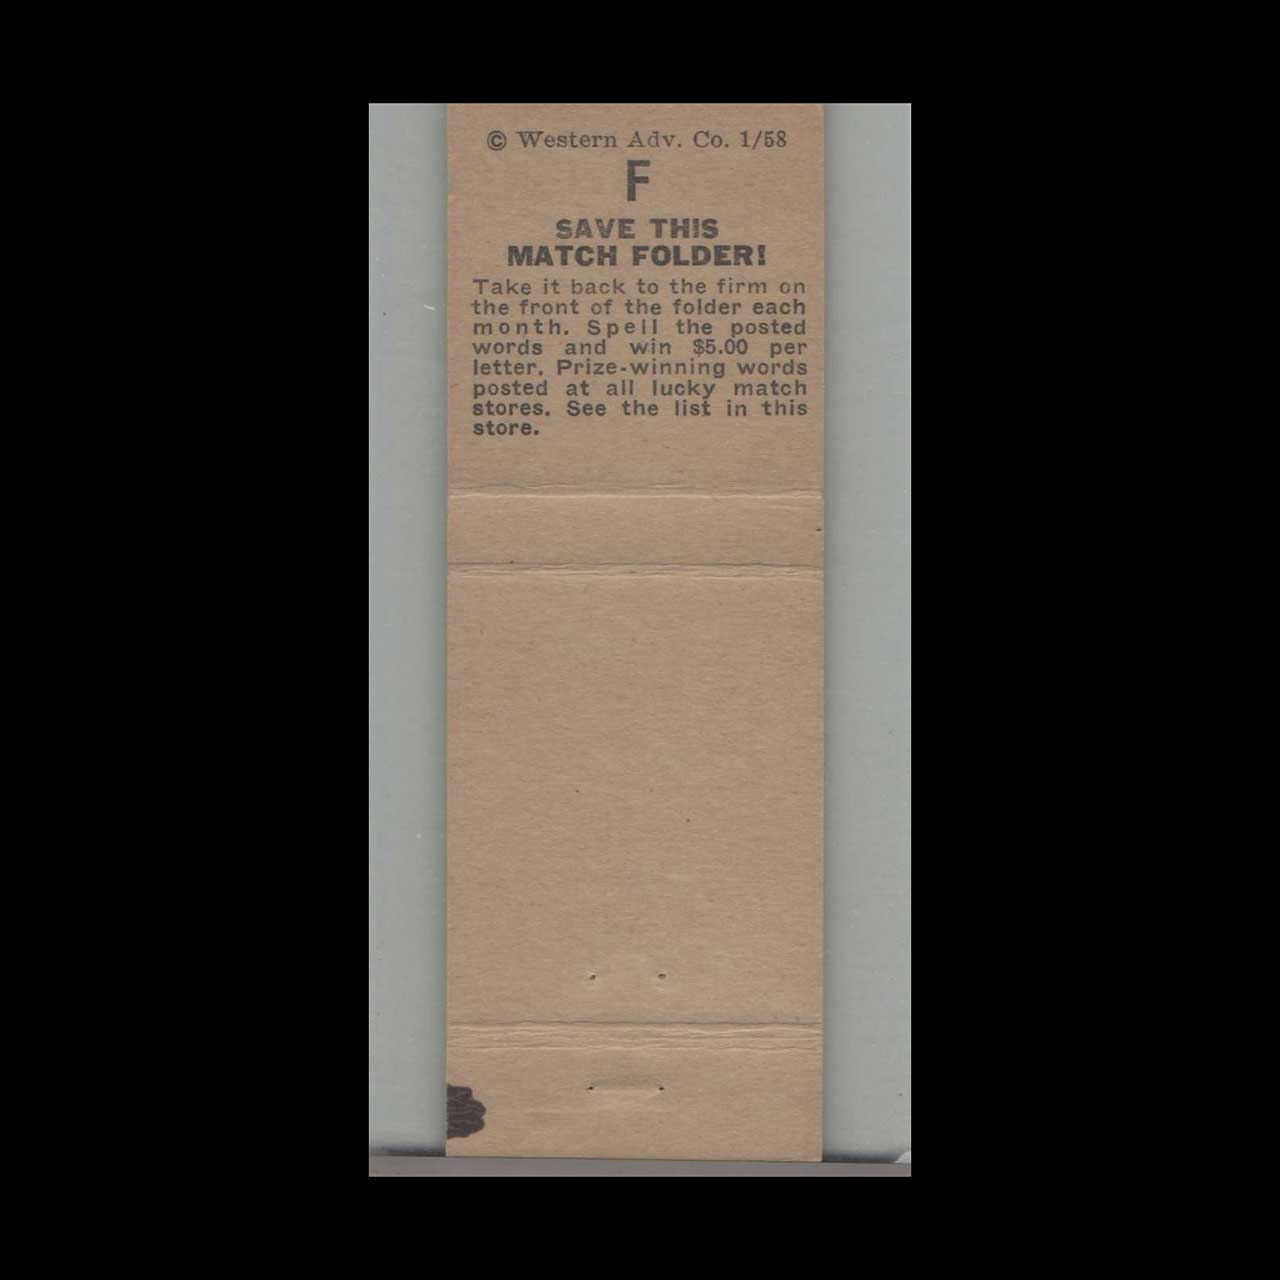 © Western Adv. Co. 1/58
F
SAVE THIS
MATCH FOLDER!
Take it back to the firm on
the front of the folder each
month. Spell the posted
words and win $5.00 per
letter. Prize-winning words
posted at all lucky match
stores. See the list in this
store.